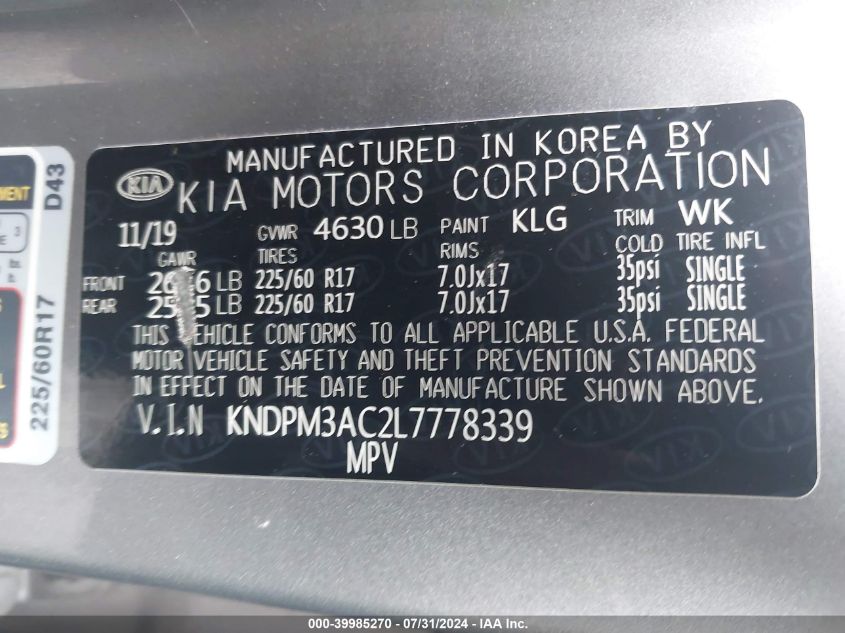 MANUFACTURED IN KOREA BY
KIA KIA MOTORS CORPORATION
11/19 GVWR 4630 LB PAINT KLG TRIM WK
GAWR TIRES RIMS COLD TIRE INFL
FRONT LB 225/60 R17 7.0Jx17 35psi SINGLE
REAR LB 225/60 R17 7.0Jx17 35psi SINGLE
THIS VEHICLE CONFORMS TO ALL APPLICABLE U.S.A. FEDERAL
MOTOR VEHICLE SAFETY AND THEFT PREVENTION STANDARDS
IN EFFECT ON THE DATE OF MANUFACTURE SHOWN ABOVE.
V.I.N KNDPM3AC2L7778339
MPV
D43
225/60R17
000-39985270 - 07/31/2024 - IAA Inc.